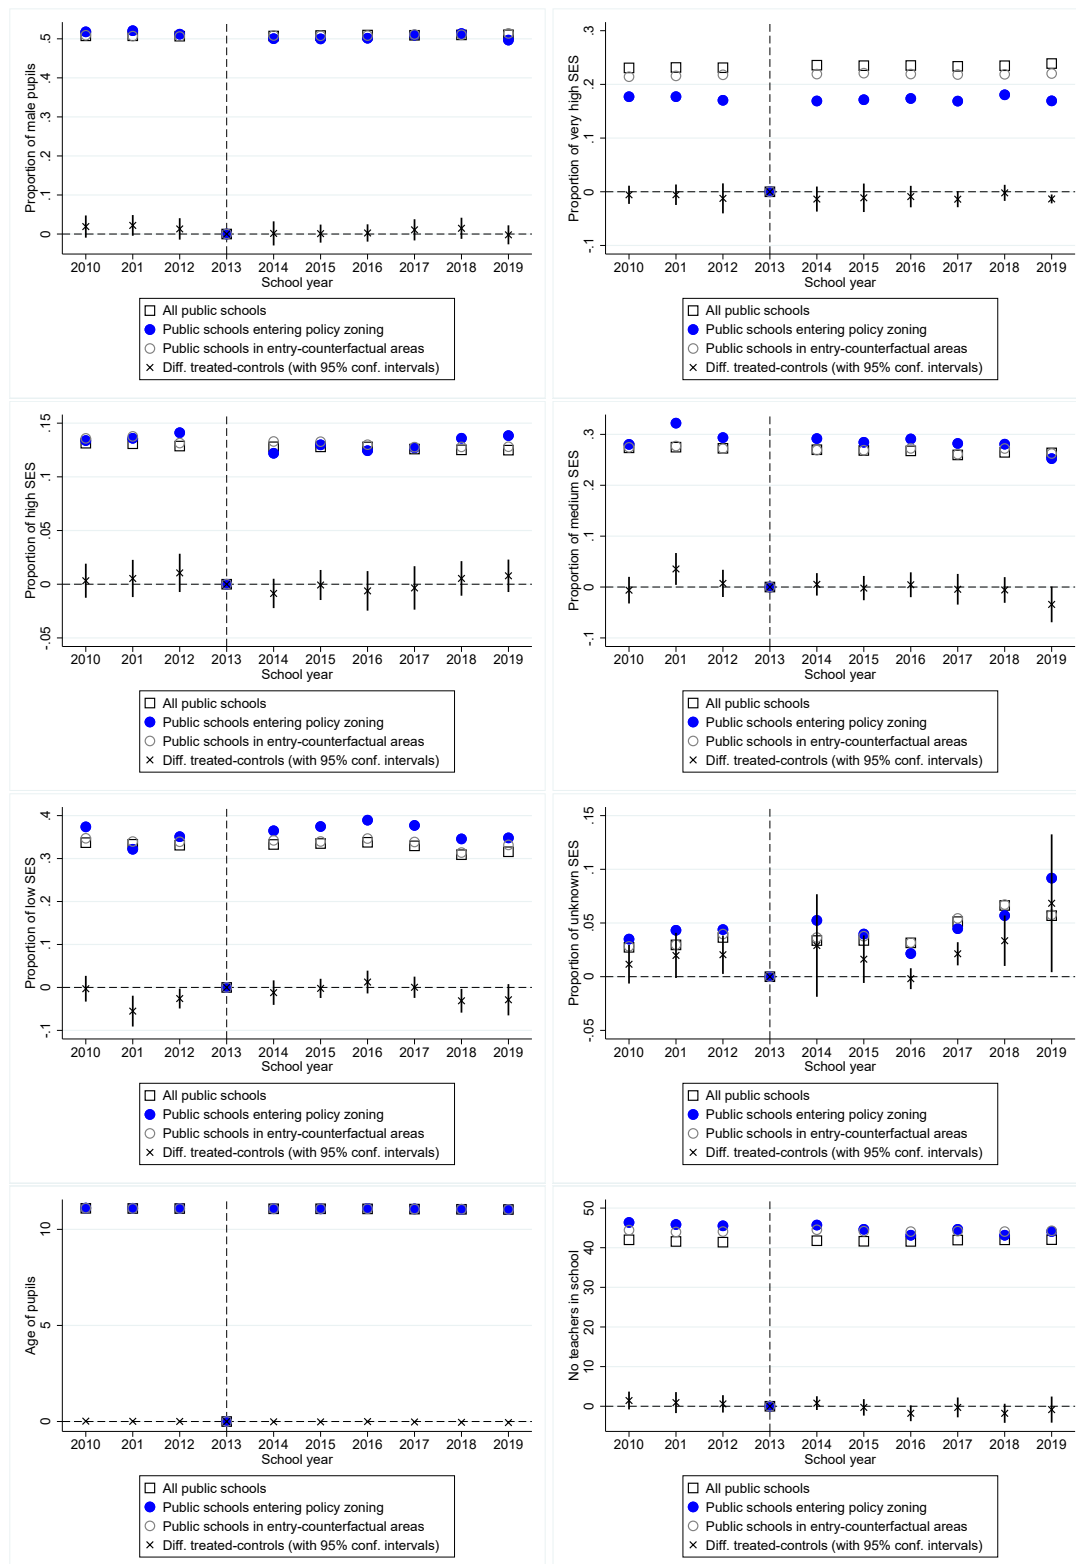 Proportion of male pupils
.5
.4
.3
.2
.1
0
2010 201 2012 2013 2014 2015 2016 2017 2018 2019
School year
All public schools
Public schools entering policy zoning
Public schools in entry-counterfactual areas
Diff. treated-controls (with 95% conf. intervals)
Proportion of very high SES
.3
.2
.1
0
-.1
2010 201 2012 2013 2014 2015 2016 2017 2018 2019
School year
All public schools
Public schools entering policy zoning
Public schools in entry-counterfactual areas
Diff. treated-controls (with 95% conf. intervals)
Proportion of high SES
.15
.1
.05
0
-.05
2010 201 2012 2013 2014 2015 2016 2017 2018 2019
School year
All public schools
Public schools entering policy zoning
Public schools in entry-counterfactual areas
Diff. treated-controls (with 95% conf. intervals)
Proportion of medium SES
.3
.2
.1
0
-.1
2010 201 2012 2013 2014 2015 2016 2017 2018 2019
School year
All public schools
Public schools entering policy zoning
Public schools in entry-counterfactual areas
Diff. treated-controls (with 95% conf. intervals)
Proportion of low SES
.4
.3
.2
.1
0
-.1
2010 201 2012 2013 2014 2015 2016 2017 2018 2019
School year
All public schools
Public schools entering policy zoning
Public schools in entry-counterfactual areas
Diff. treated-controls (with 95% conf. intervals)
Proportion of unknown SES
.15
.1
.05
0
-.05
2010 201 2012 2013 2014 2015 2016 2017 2018 2019
School year
All public schools
Public schools entering policy zoning
Public schools in entry-counterfactual areas
Diff. treated-controls (with 95% conf. intervals)
Age of pupils
10
5
0
2010 201 2012 2013 2014 2015 2016 2017 2018 2019
School year
All public schools
Public schools entering policy zoning
Public schools in entry-counterfactual areas
Diff. treated-controls (with 95% conf. intervals)
No teachers in school
50
40
30
20
10
0
2010 201 2012 2013 2014 2015 2016 2017 2018 2019
School year
All public schools
Public schools entering policy zoning
Public schools in entry-counterfactual areas
Diff. treated-controls (with 95% conf. intervals)